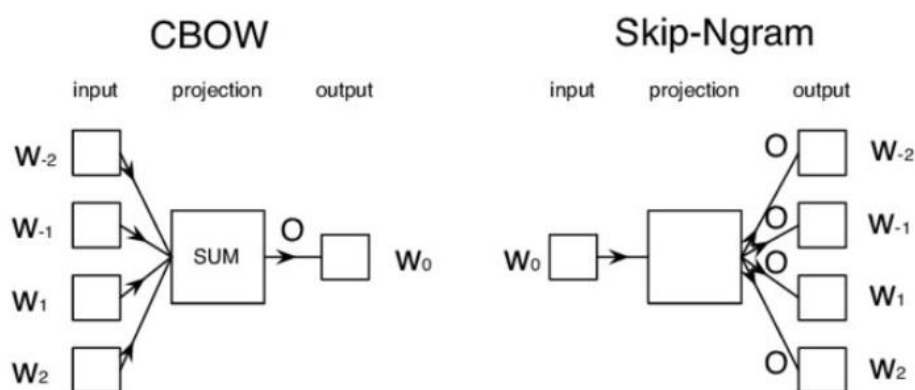 CBOW Skip-Ngram
input projection output input projection output
W-2 O W-2
W-1 O O W-1
SUM W0 W0
W1 O W1
W2 O W2